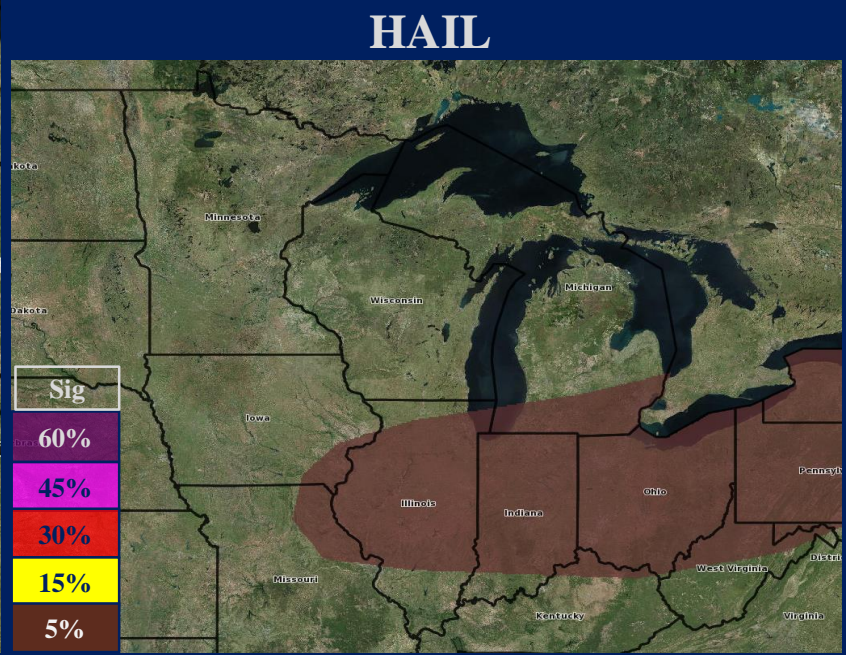 HAIL
kota
Minnesota
Michigan
Wisconsin
Dakota
Sig
Iowa
60%
45%
Pennsylv
Ohio
Illinois
Indiana
30%
Distri
West Virginia
15%
Missouri
Kentucky
Virginia
5%